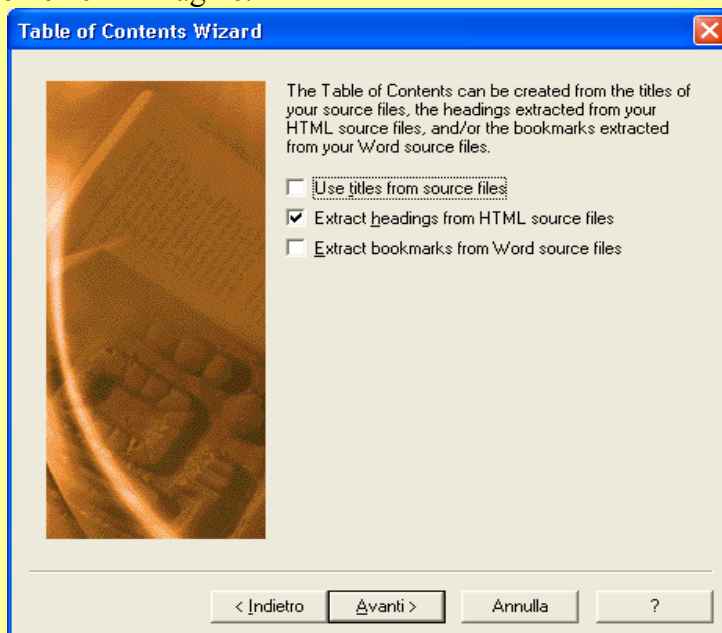 Table of Contents Wizard
The Table of Contents can be created from the titles of
your source files, the headings extracted from your
HTML source files, and/or the bookmarks extracted
from your Word source files.
Use titles from source files
Extract headings from HTML source files
Extract bookmarks from Word source files
< Indietro
Avanti >
Annulla
?